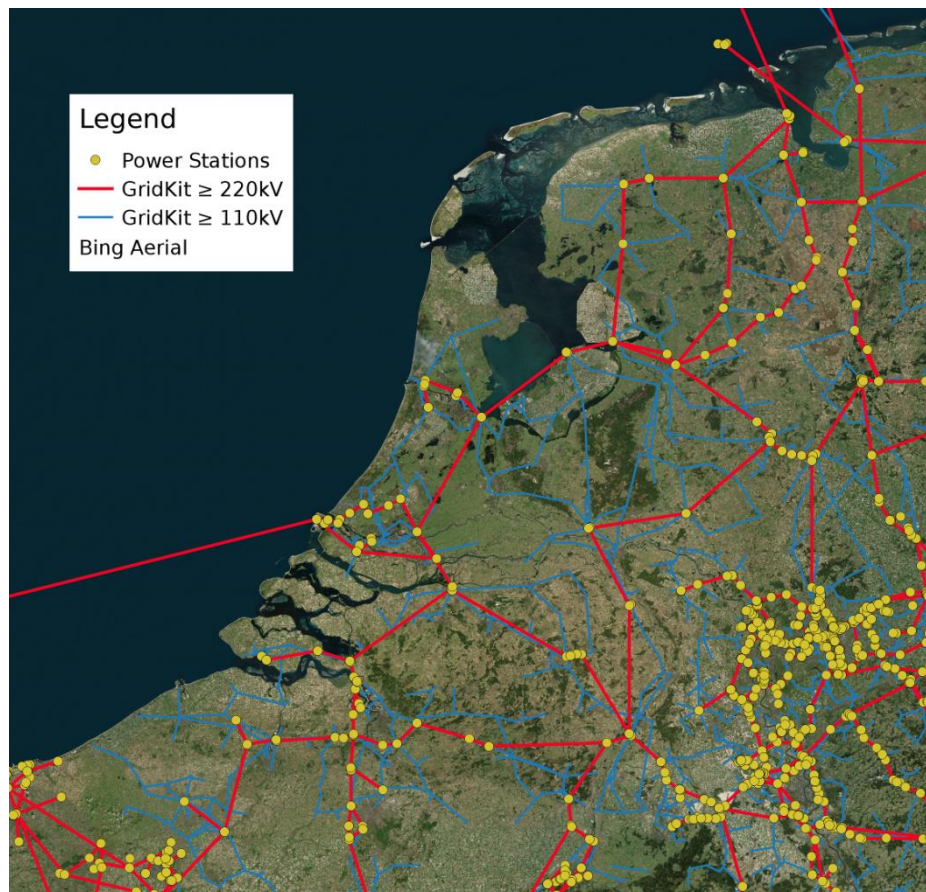 Legend
Power Stations
GridKit ≥ 220kV
GridKit ≥ 110kV
Bing Aerial